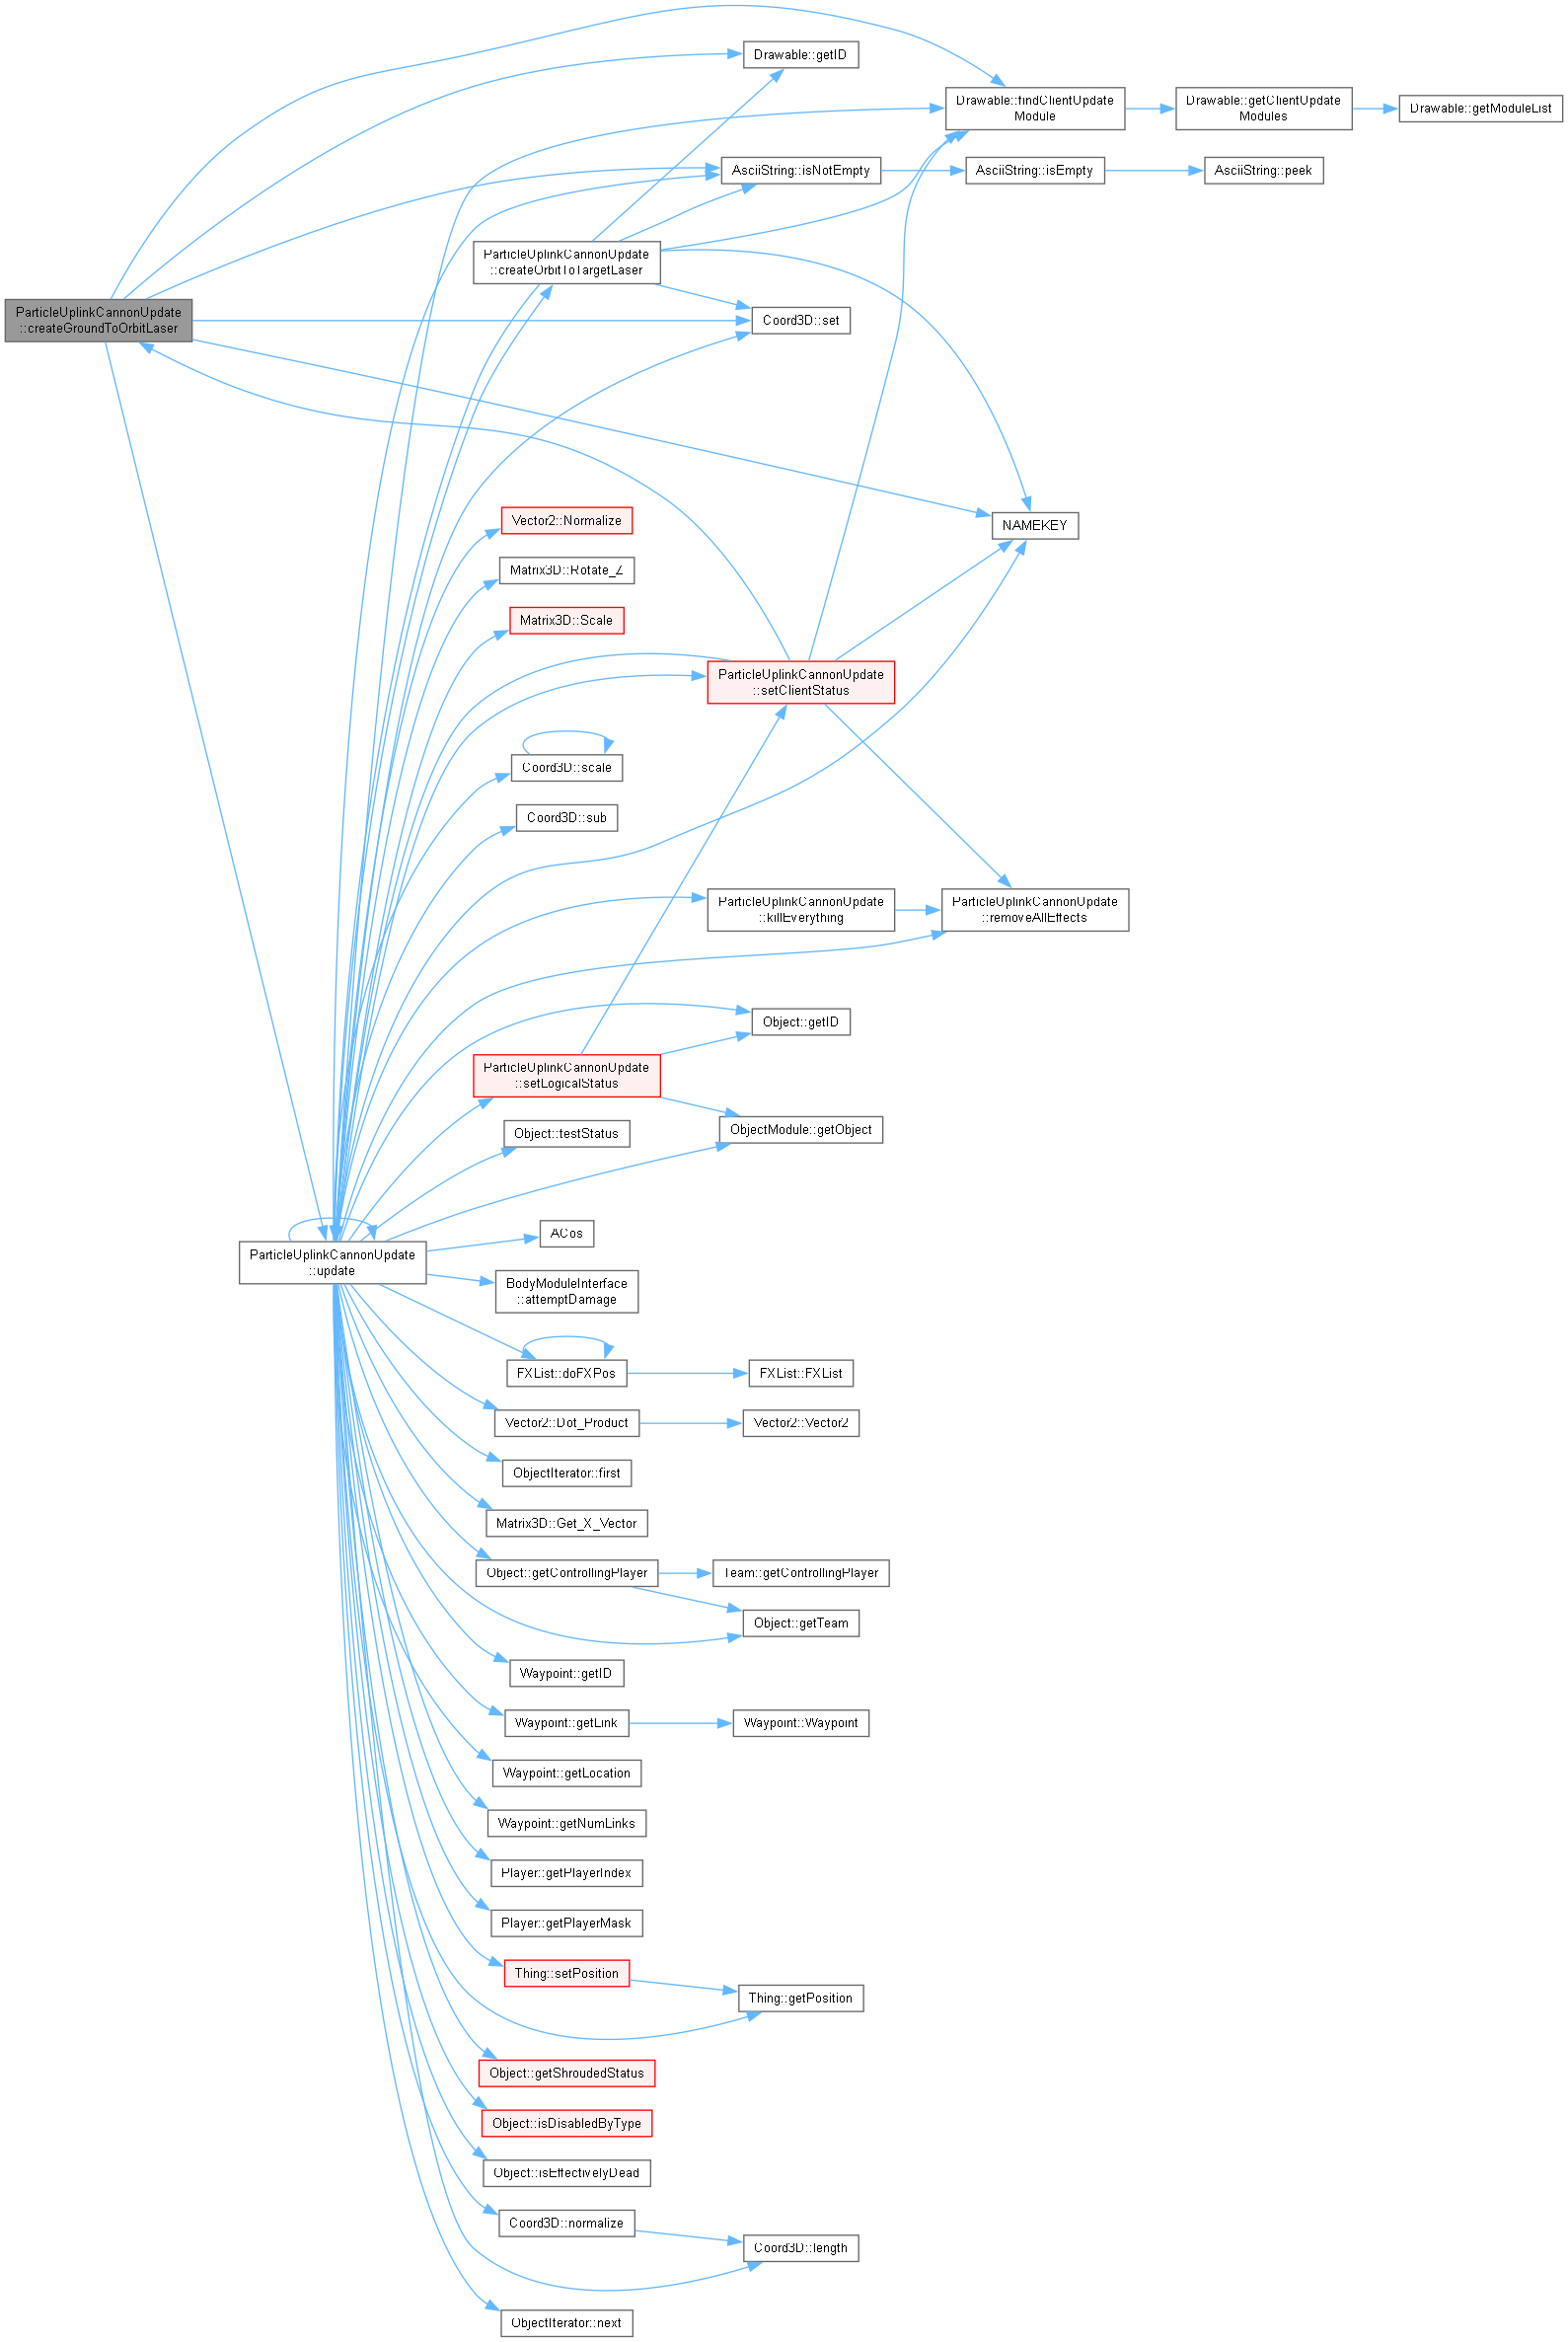 Drawable::getID
Drawable::findClientUpdate
Module
Drawable::getClientUpdate
Modules
Drawable::getModuleList
AsciiString::isNotEmpty
AsciiString::isEmpty
AsciiString::peek
ParticleUplinkCannonUpdate
::createOrbitToTargetLaser
ParticleUplinkCannonUpdate
::createGroundToOrbitLaser
Coord3D::set
Vector2::Normalize
NAMEKEY
Matrix3D::Rotate_Z
Matrix3D::Scale
ParticleUplinkCannonUpdate
::setClientStatus
Coord3D::scale
Coord3D::sub
ParticleUplinkCannonUpdate
::killEverything
ParticleUplinkCannonUpdate
::removeAllEffects
Object::getID
ParticleUplinkCannonUpdate
::setLogicalStatus
Object::testStatus
ObjectModule::getObject
ACos
ParticleUplinkCannonUpdate
::update
BodyModuleInterface
::attemptDamage
FXList::doFXPos
FXList::FXList
Vector2::Dot_Product
Vector2::Vector2
ObjectIterator::first
Matrix3D::Get_X_Vector
Object::getControllingPlayer
Team::getControllingPlayer
Object::getTeam
Waypoint::getID
Waypoint::getLink
Waypoint::Waypoint
Waypoint::getLocation
Waypoint::getNumLinks
Player::getPlayerIndex
Player::getPlayerMask
Thing::setPosition
Thing::getPosition
Object::getShroudedStatus
Object::isDisabledByType
Object::isEffectivelyDead
Coord3D::normalize
Coord3D::length
ObjectIterator::next